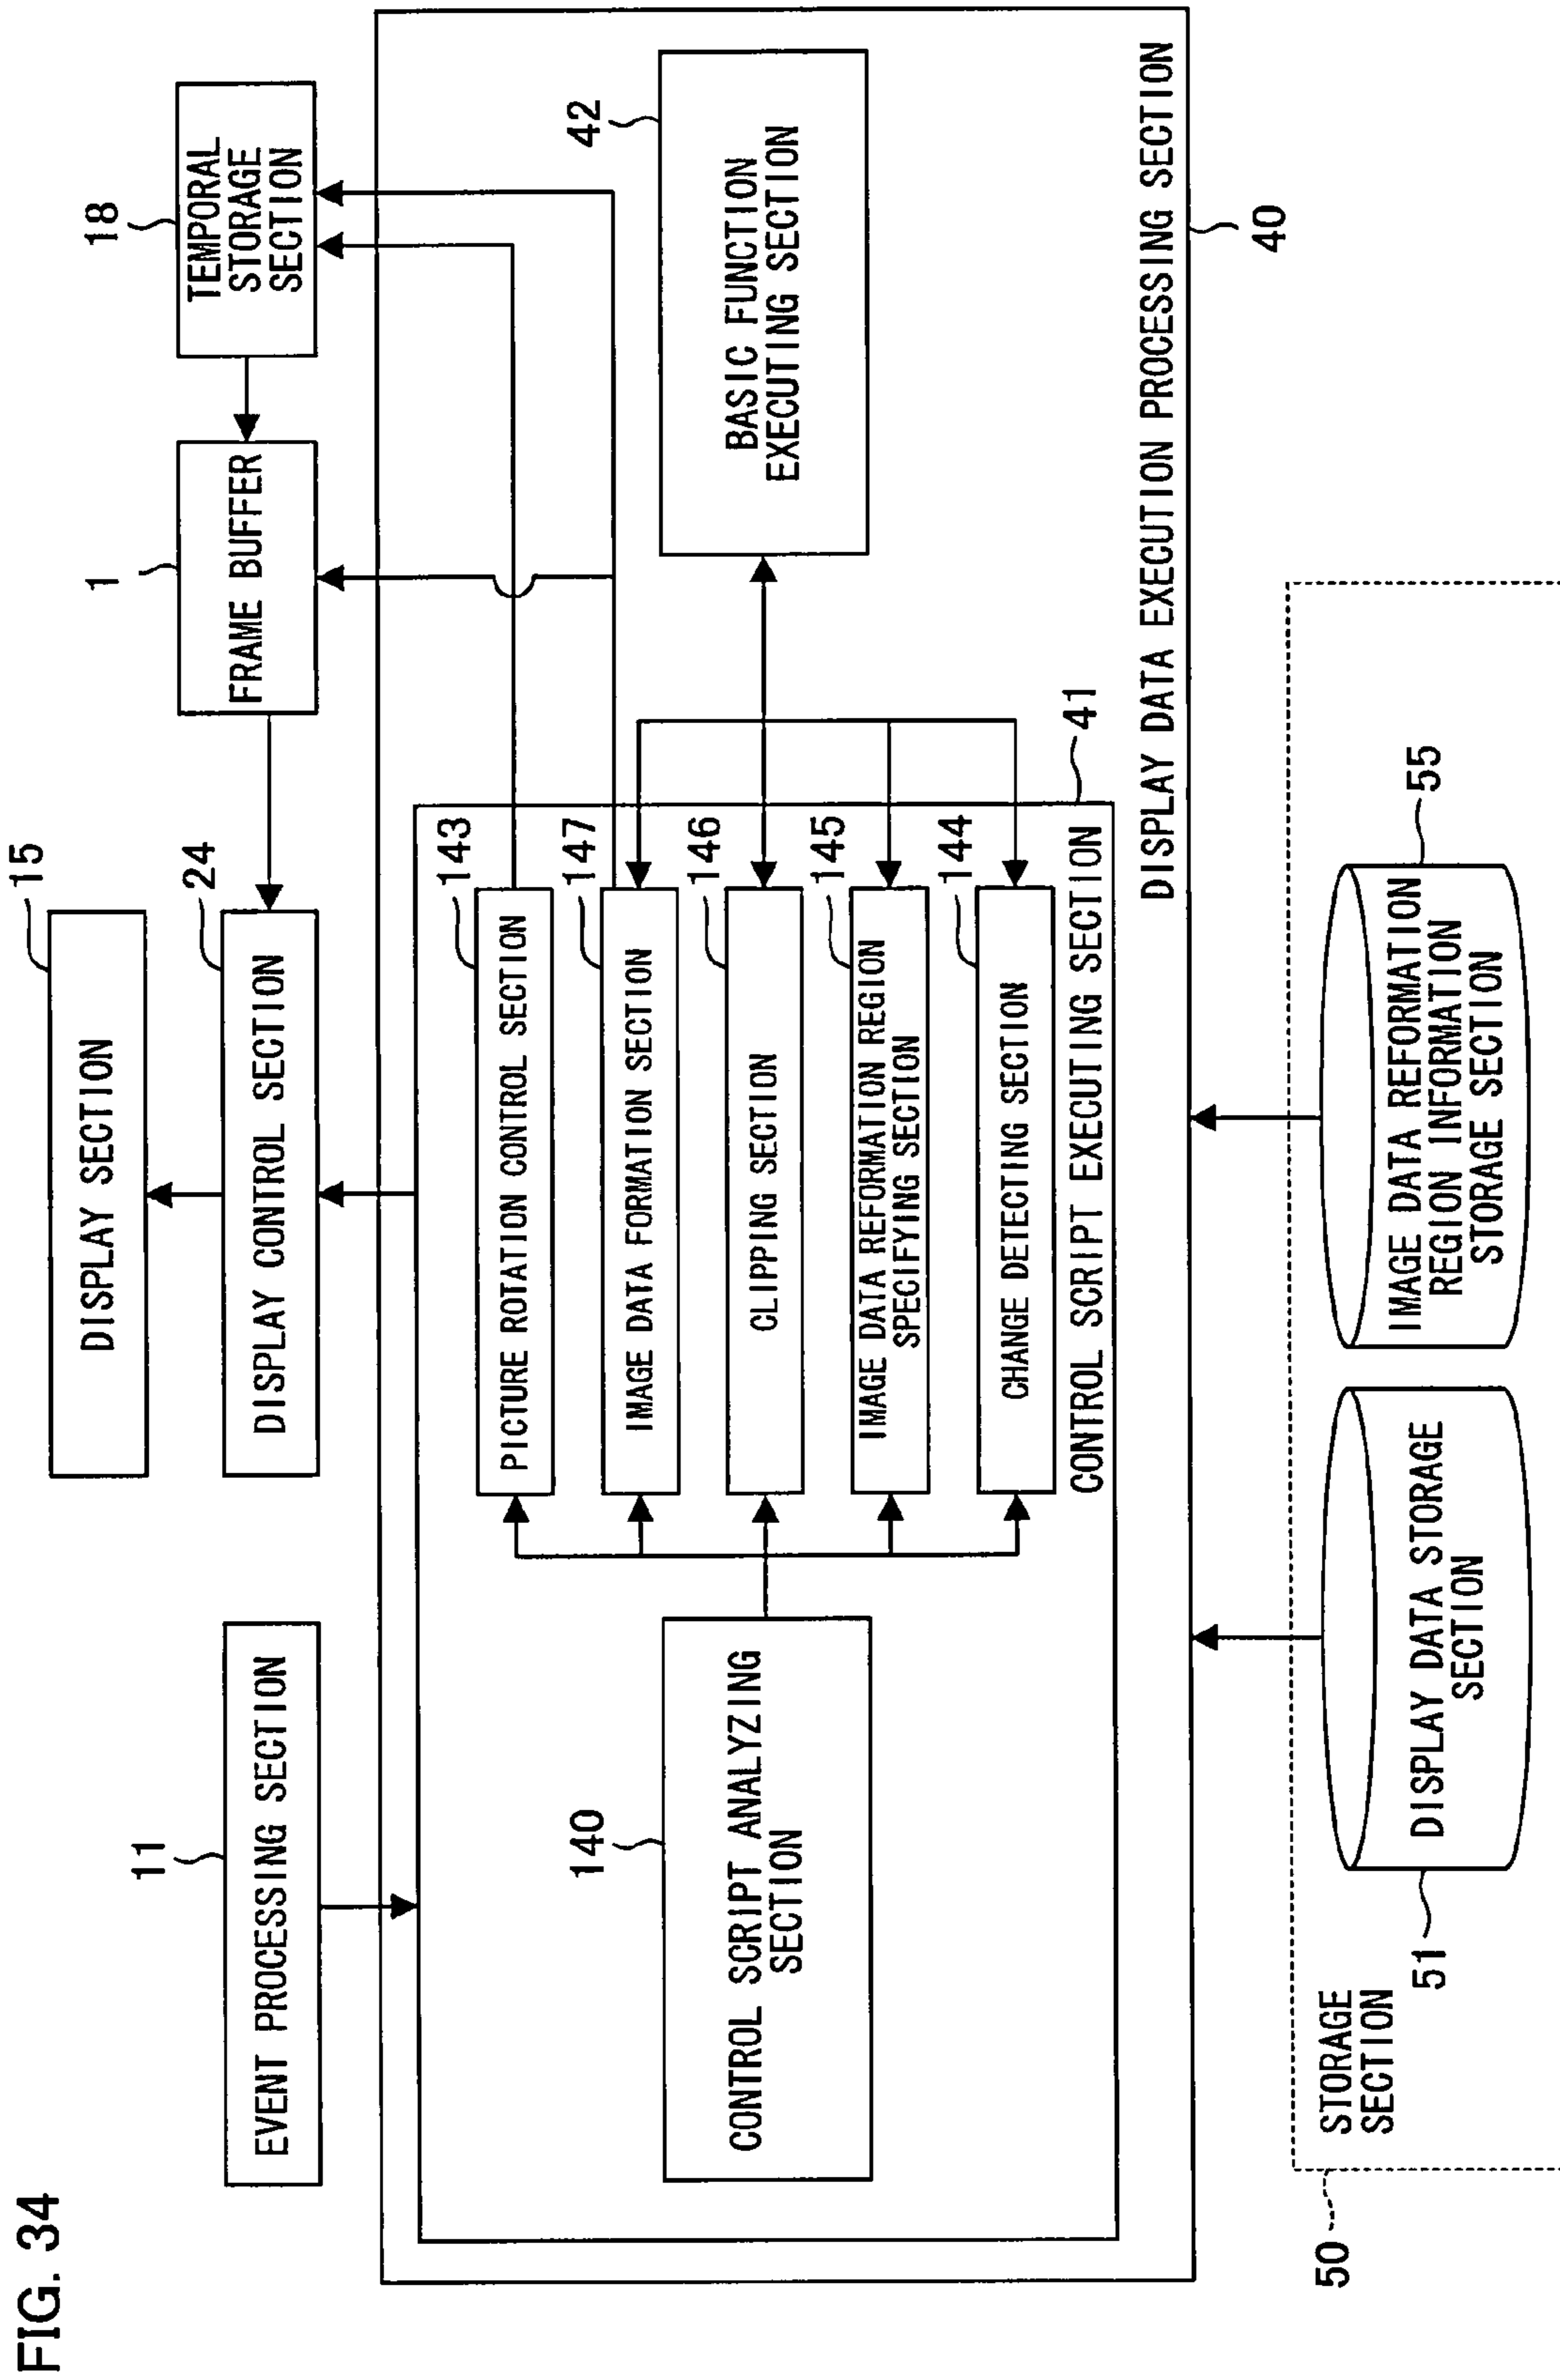 FIG. 34
11
EVENT PROCESSING SECTION
15
DISPLAY SECTION
24
DISPLAY CONTROL SECTION
1
FRAME BUFFER
18
TEMPORAL
STORAGE
SECTION
140
CONTROL SCRIPT ANALYZING
SECTION
143
PICTURE ROTATION CONTROL SECTION
147
IMAGE DATA FORMATION SECTION
146
CLIPPING SECTION
145
IMAGE DATA REFORMATION REGION
SPECIFYING SECTION
144
CHANGE DETECTING SECTION
CONTROL SCRIPT EXECUTING SECTION
41
42
BASIC FUNCTION
EXECUTING SECTION
DISPLAY DATA EXECUTION PROCESSING SECTION
40
50
STORAGE
SECTION
51
DISPLAY DATA STORAGE
SECTION
55
IMAGE DATA REFORMATION
REGION INFORMATION
STORAGE SECTION